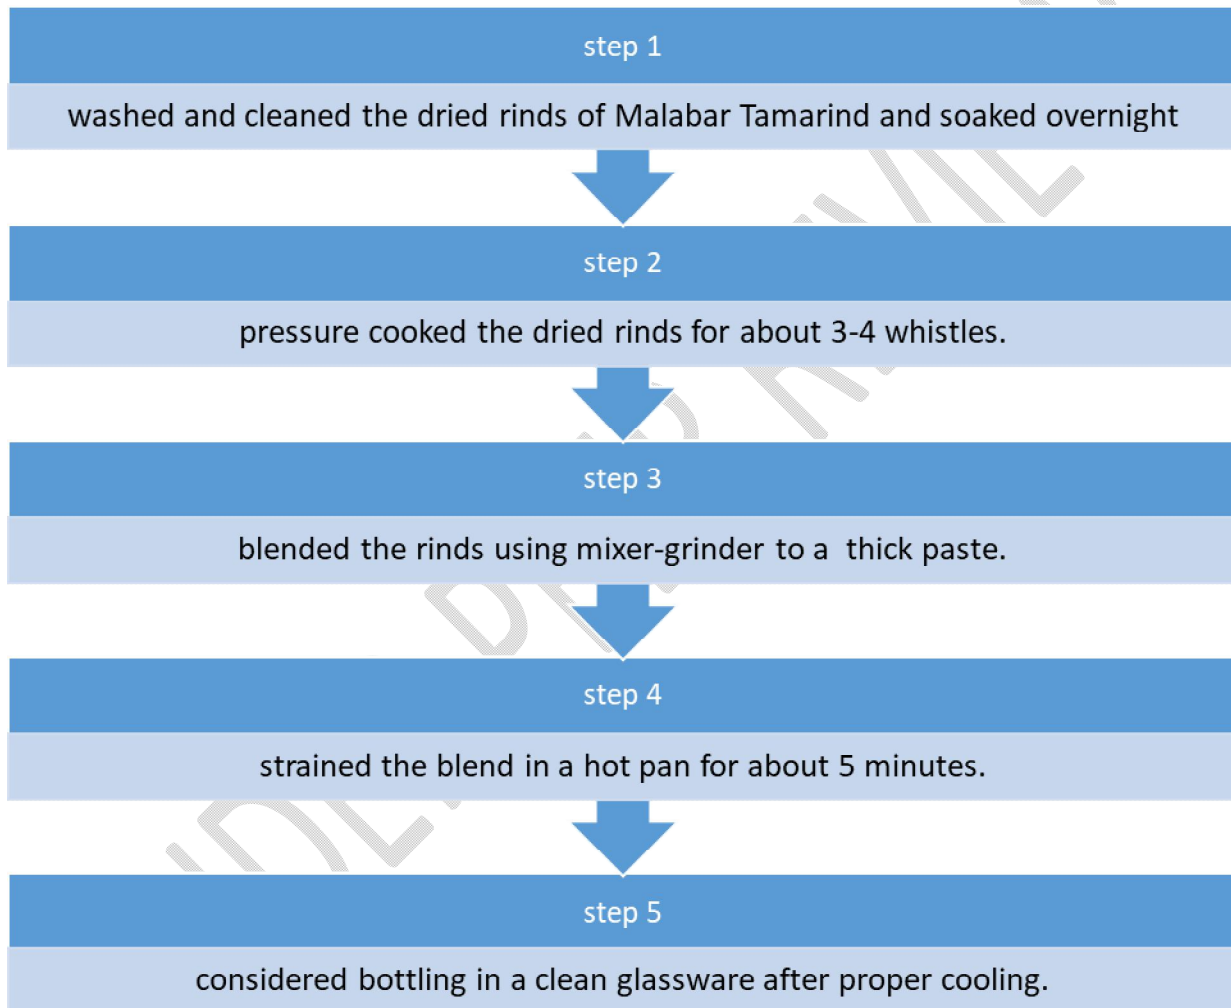 step 1
washed and cleaned the dried rinds of Malabar Tamarind and soaked overnight
step 2
pressure cooked the dried rinds for about 3-4 whistles.
step 3
blended the rinds using mixer-grinder to a  thick paste.
step 4
strained the blend in a hot pan for about 5 minutes.
step 5
considered bottling in a clean glassware after proper cooling.